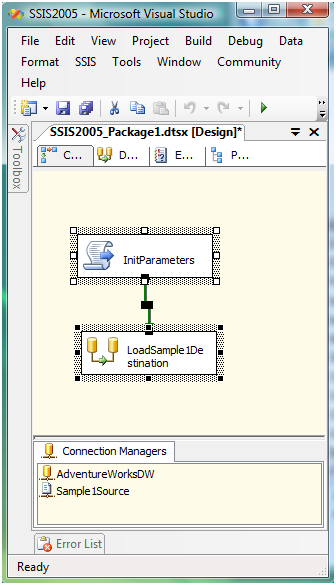 SSIS2005 - Microsoft Visual Studio
File Edit View Project Build Debug Data
Format SSIS Tools Window Community
Help
Toolbox
SSIS2005_Package1.dtsx [Design]*
C... D... E... P...
InitParameters
LoadSample1De
stination
Connection Managers
AdventureWorksDW
Sample1Source
Error List
Ready